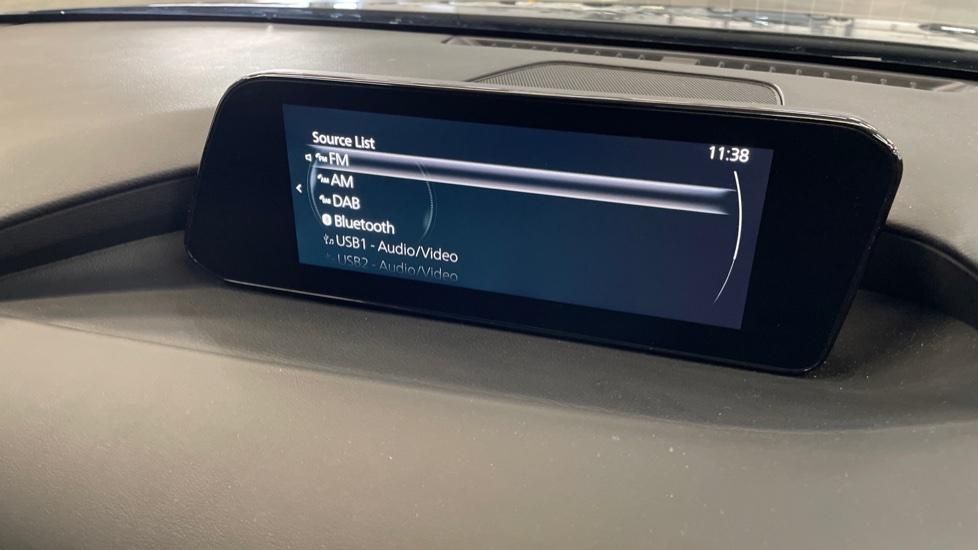 Source List
11:38
FM
AM
DAB
Bluetooth
USB1 - Audio/Video
USB2 - Audio/Video